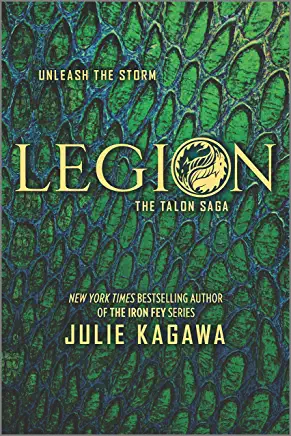 UNLEASH THE STORM
LEGION
THE TALON SAGA
NEW YORK TIMES BESTSELLING AUTHOR
OF THE IRON FEY SERIES
JULIE KAGAWA